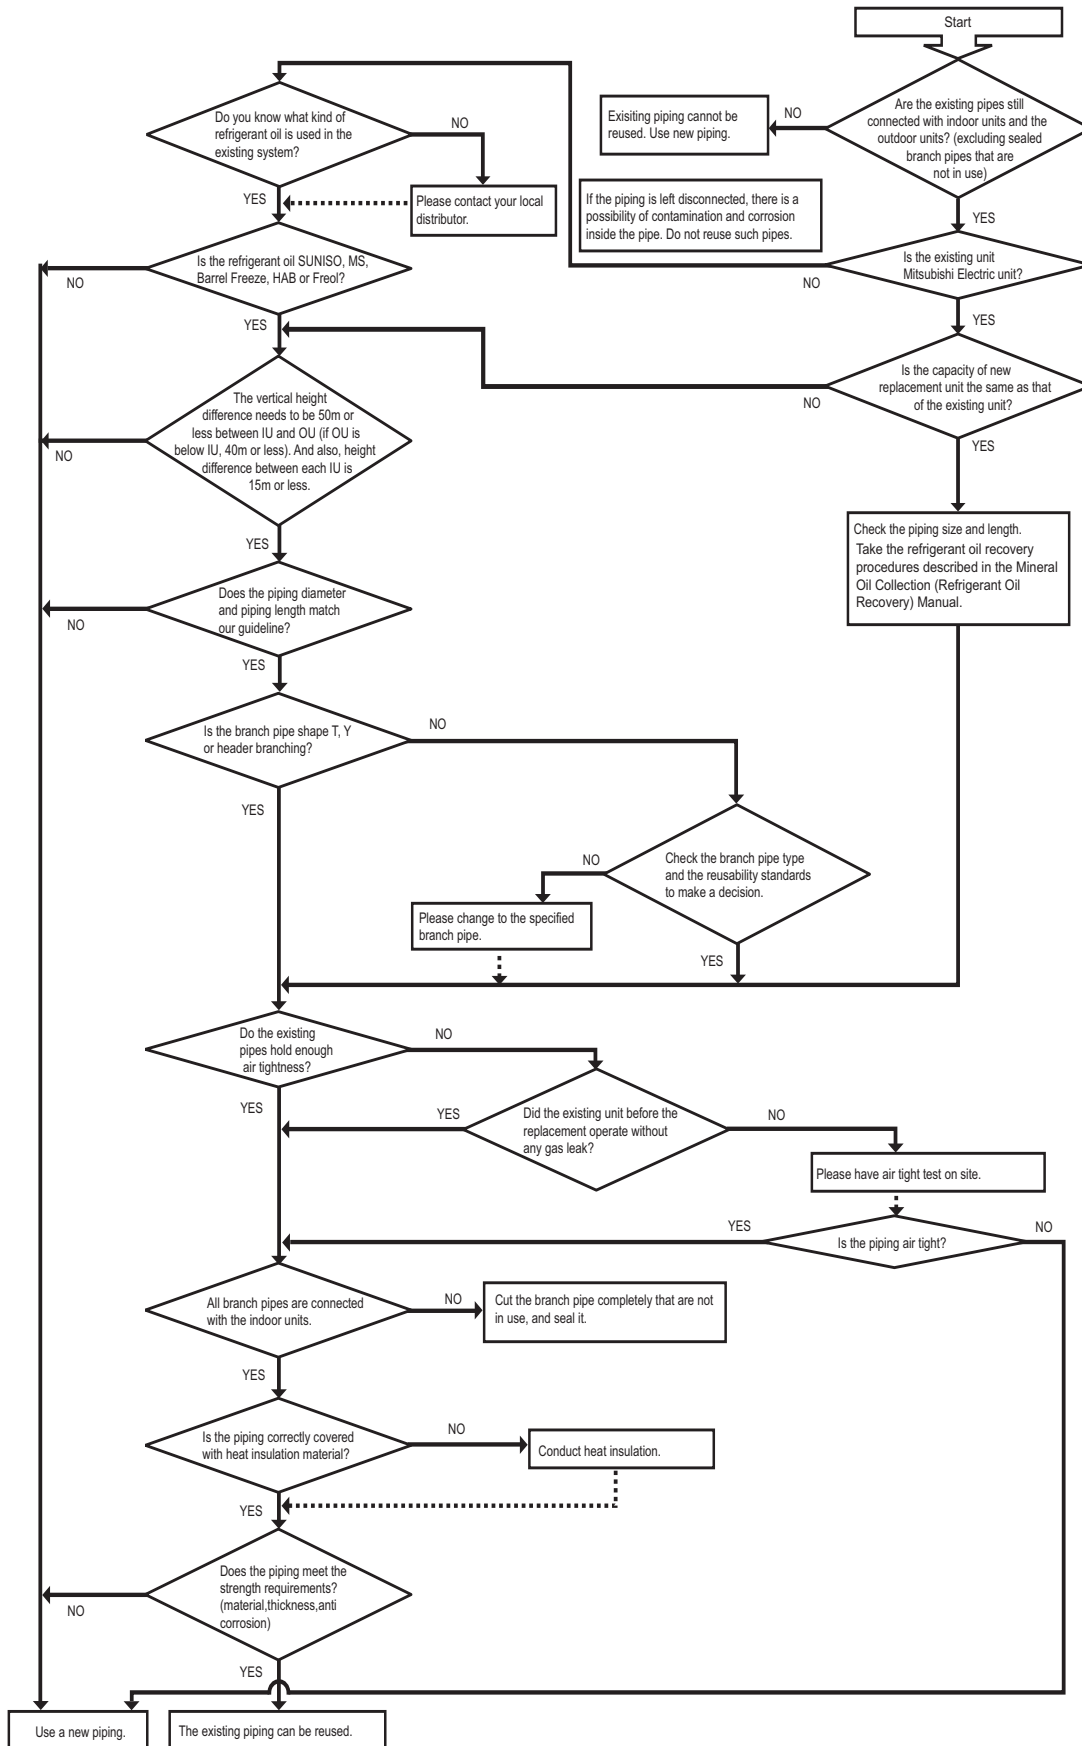 Start
Are the existing pipes still
connected with indoor units and the
outdoor units? (excluding sealed
branch pipes that are
not in use)
NO
Exisiting piping cannot be
reused. Use new piping.
If the piping is left disconnected, there is a
possibility of contamination and corrosion
inside the pipe. Do not reuse such pipes.
YES
Is the existing unit
Mitsubishi Electric unit?
NO
YES
Is the capacity of new
replacement unit the same as that
of the existing unit?
NO
YES
Check the piping size and length.
Take the refrigerant oil recovery
procedures described in the Mineral
Oil Collection (Refrigerant Oil
Recovery) Manual.
Do you know what kind of
refrigerant oil is used in the
existing system?
NO
Please contact your local
distributor.
YES
Is the refrigerant oil SUNISO, MS,
Barrel Freeze, HAB or Freol?
NO
YES
The vertical height
difference needs to be 50m or
less between IU and OU (if OU is
below IU, 40m or less). And also, height
difference between each IU is
15m or less.
NO
YES
Does the piping diameter
and piping length match
our guideline?
NO
YES
Is the branch pipe shape T, Y
or header branching?
NO
YES
Check the branch pipe type
and the reusability standards
to make a decision.
NO
Please change to the specified
branch pipe.
YES
Do the existing
pipes hold enough
air tightness?
NO
YES
Did the existing unit before the
replacement operate without
any gas leak?
YES
NO
Please have air tight test on site.
Is the piping air tight?
YES
NO
All branch pipes are connected
with the indoor units.
NO
Cut the branch pipe completely that are not
in use, and seal it.
YES
Is the piping correctly covered
with heat insulation material?
NO
Conduct heat insulation.
YES
Does the piping meet the
strength requirements?
(material,thickness,anti
corrosion)
NO
YES
Use a new piping.
The existing piping can be reused.